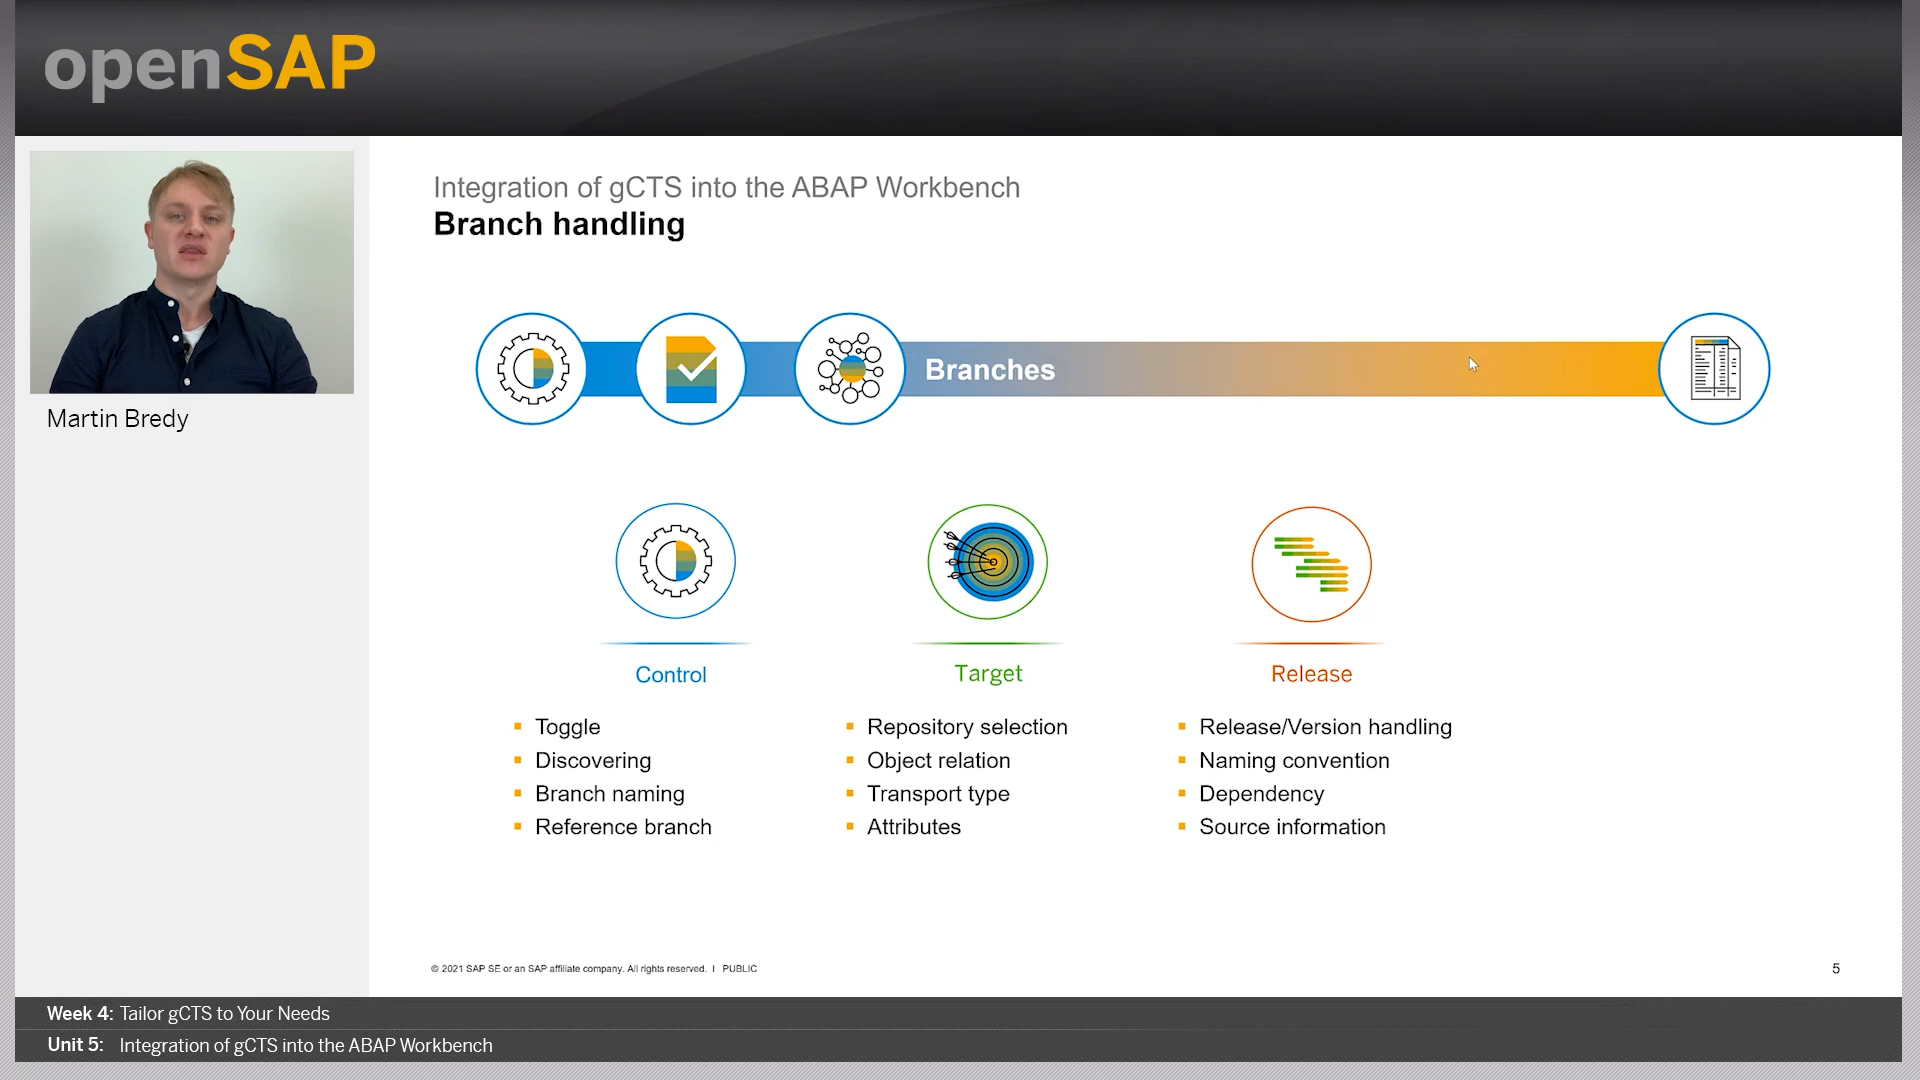 openSAP
Martin Bredy
Integration of gCTS into the ABAP Workbench
Branch handling
Branches
Control
Toggle
Discovering
Branch naming
Reference branch
Target
Repository selection
Object relation
Transport type
Attributes
Release
Release/Version handling
Naming convention
Dependency
Source information
© 2021 SAP SE or an SAP affiliate company. All rights reserved. I PUBLIC
5
Week 4: Tailor gCTS to Your Needs
Unit 5: Integration of gCTS into the ABAP Workbench